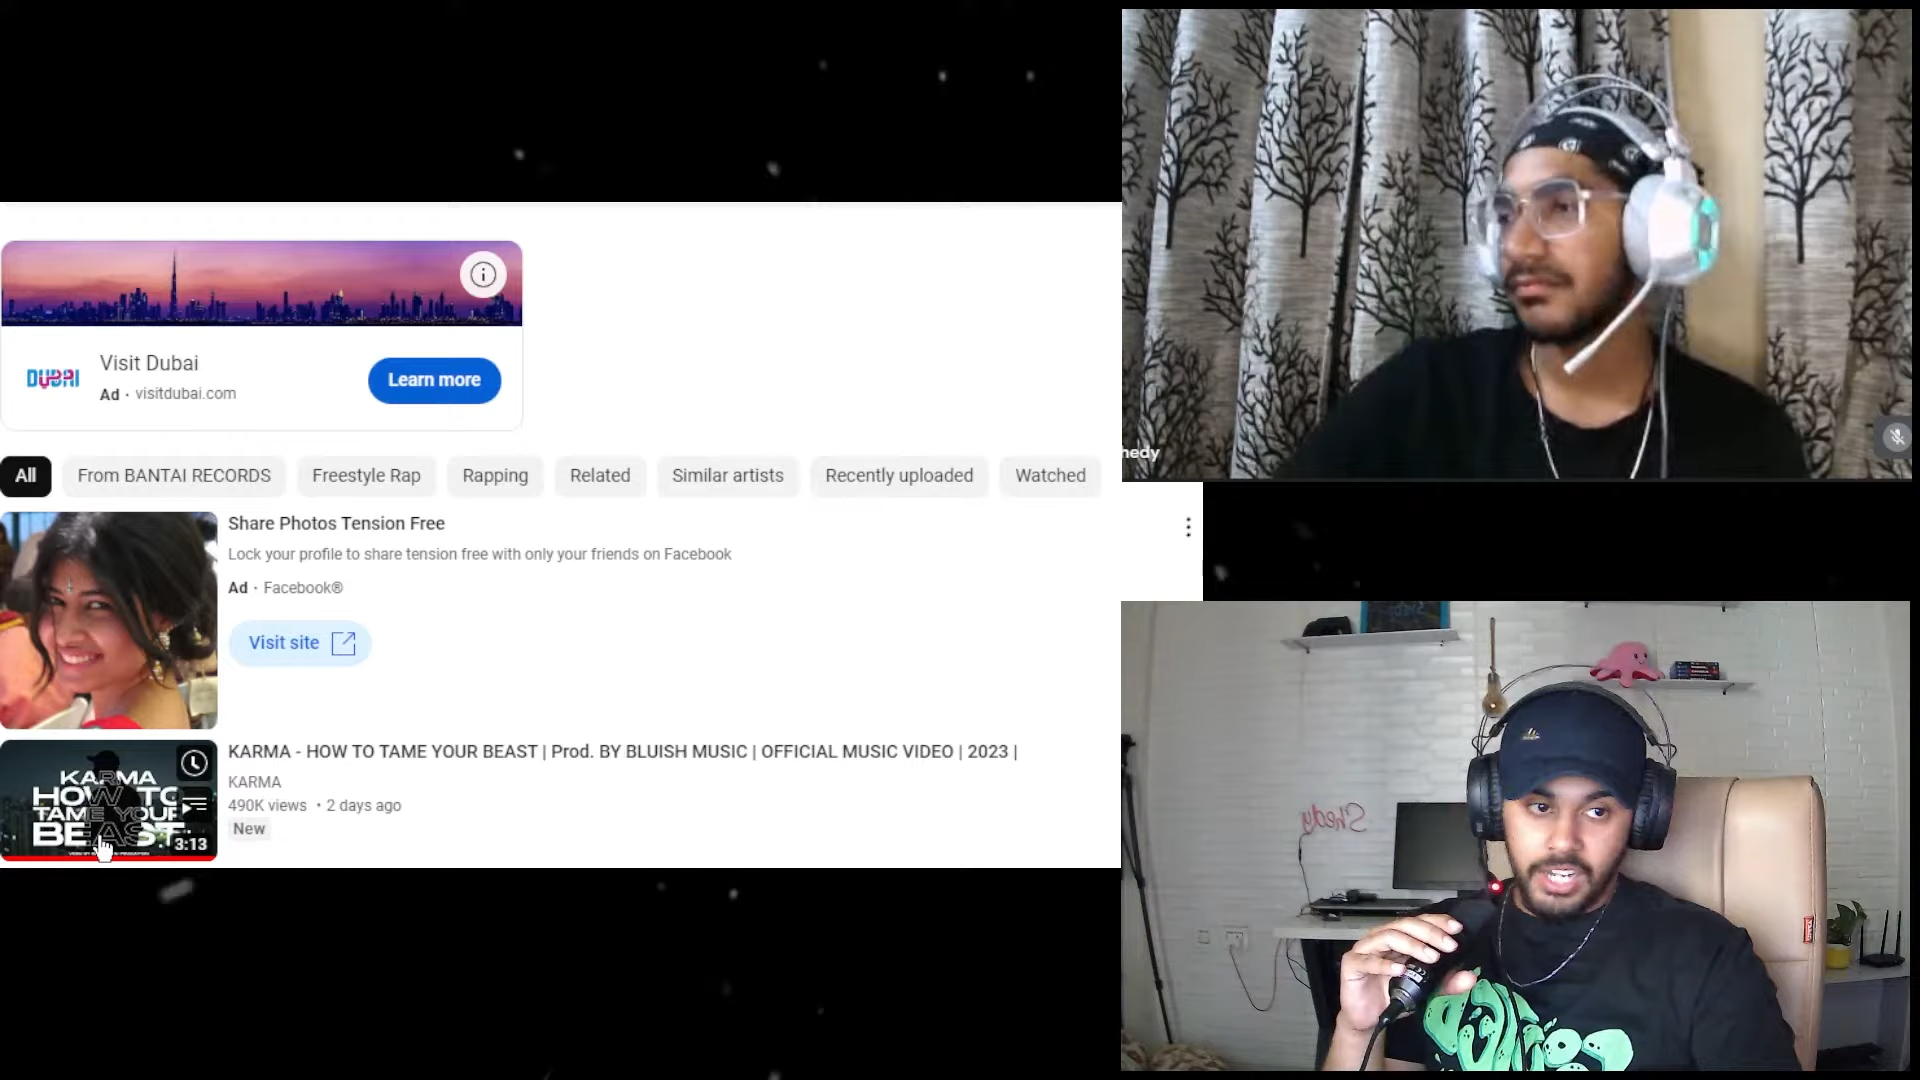 DUBAI
Visit Dubai
Ad · visitdubai.com
Learn more
All
From BANTAI RECORDS
Freestyle Rap
Rapping
Related
Similar artists
Recently uploaded
Watched
Share Photos Tension Free
Lock your profile to share tension free with only your friends on Facebook
Ad · Facebook®
Visit site
KARMA
HOW TO
TAME YOUR
BEAST
3:13
KARMA - HOW TO TAME YOUR BEAST | Prod. BY BLUISH MUSIC | OFFICIAL MUSIC VIDEO | 2023 |
KARMA
490K views • 2 days ago
New
hedy
Shedy